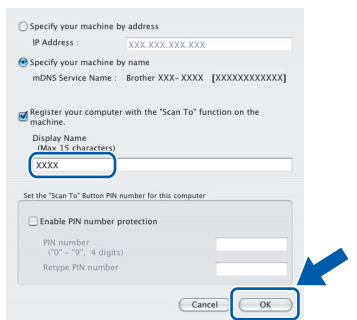 Specify your machine by address
IP Address : XXX.XXX.XXX.XXX
Specify your machine by name
mDNS Service Name : Brother XXX-XXXX [XXXXXXXXXXXX]
Register your computer with the "Scan To" function on the
machine.
Display Name
(Max 15 characters)
XXXX
Set the "Scan To" Button PIN number for this computer
Enable PIN number protection
PIN number
("0" - "9", 4 digits)
Retype PIN number
Cancel OK